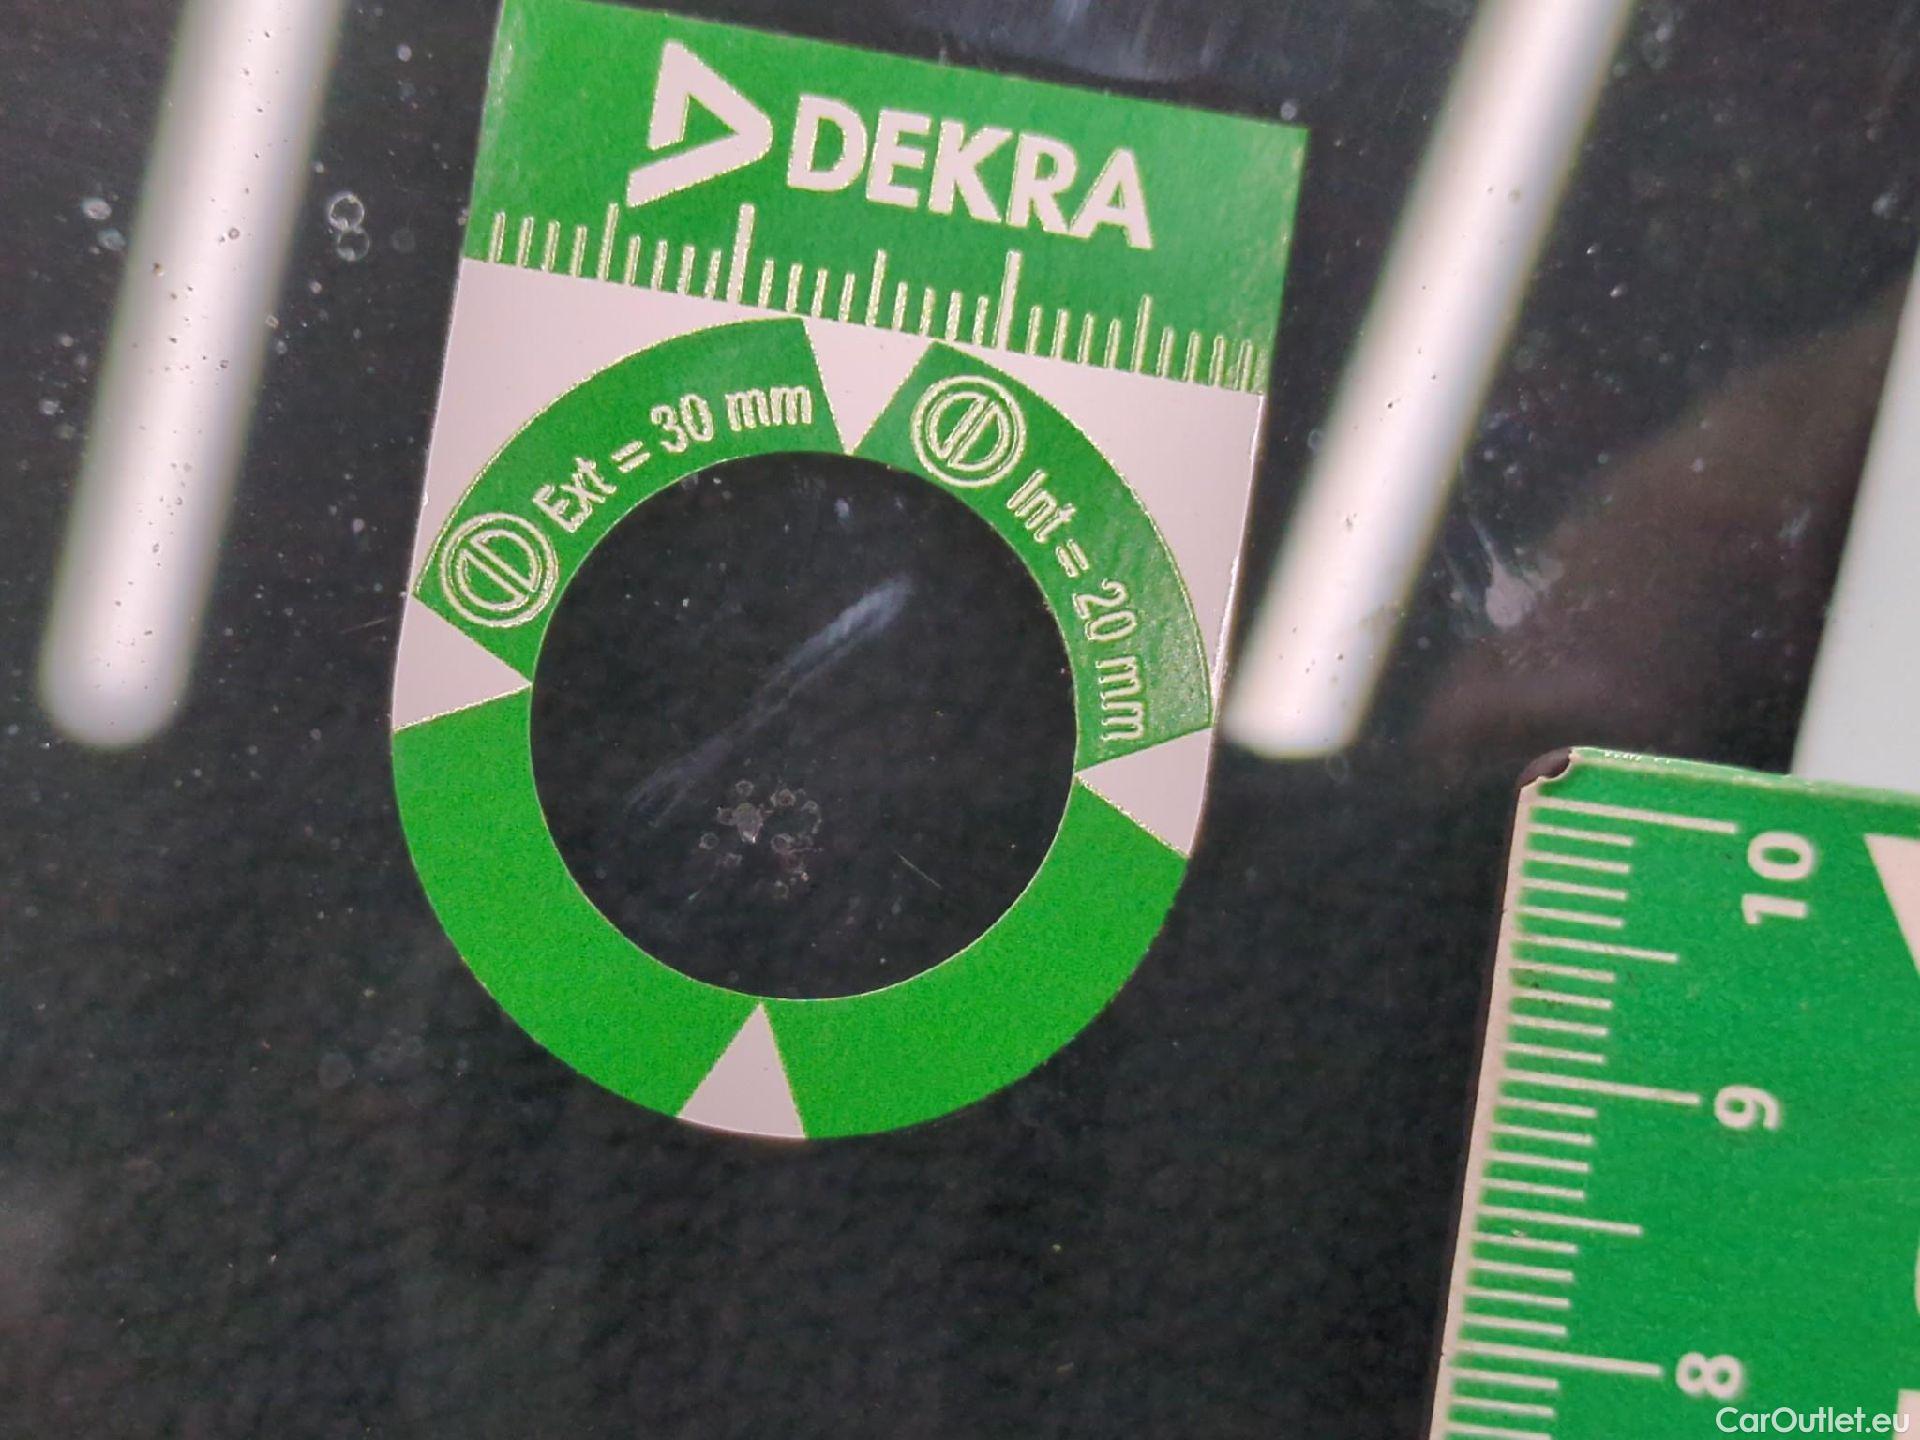 DEKRA
Ext = 30 mm
Int = 20 mm
10
9
8
CarOutlet.eu